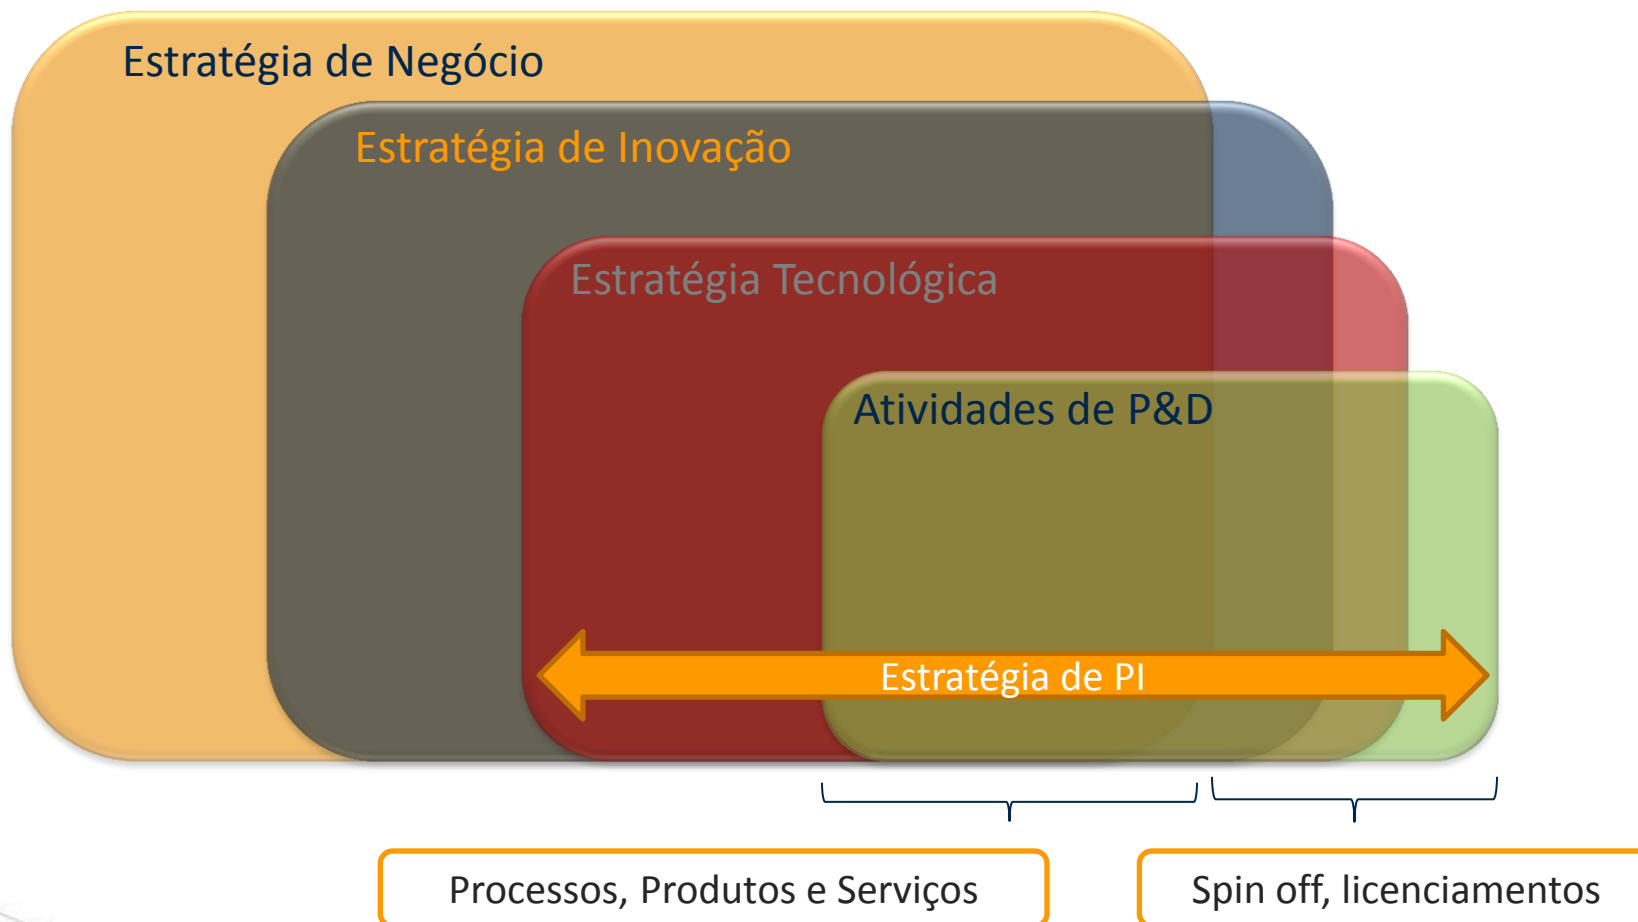 Estratégia de Negócio
Estratégia de Inovação
Estratégia Tecnológica
Atividades de P&D
Estratégia de PI
Processos, Produtos e Serviços
Spin off, licenciamentos